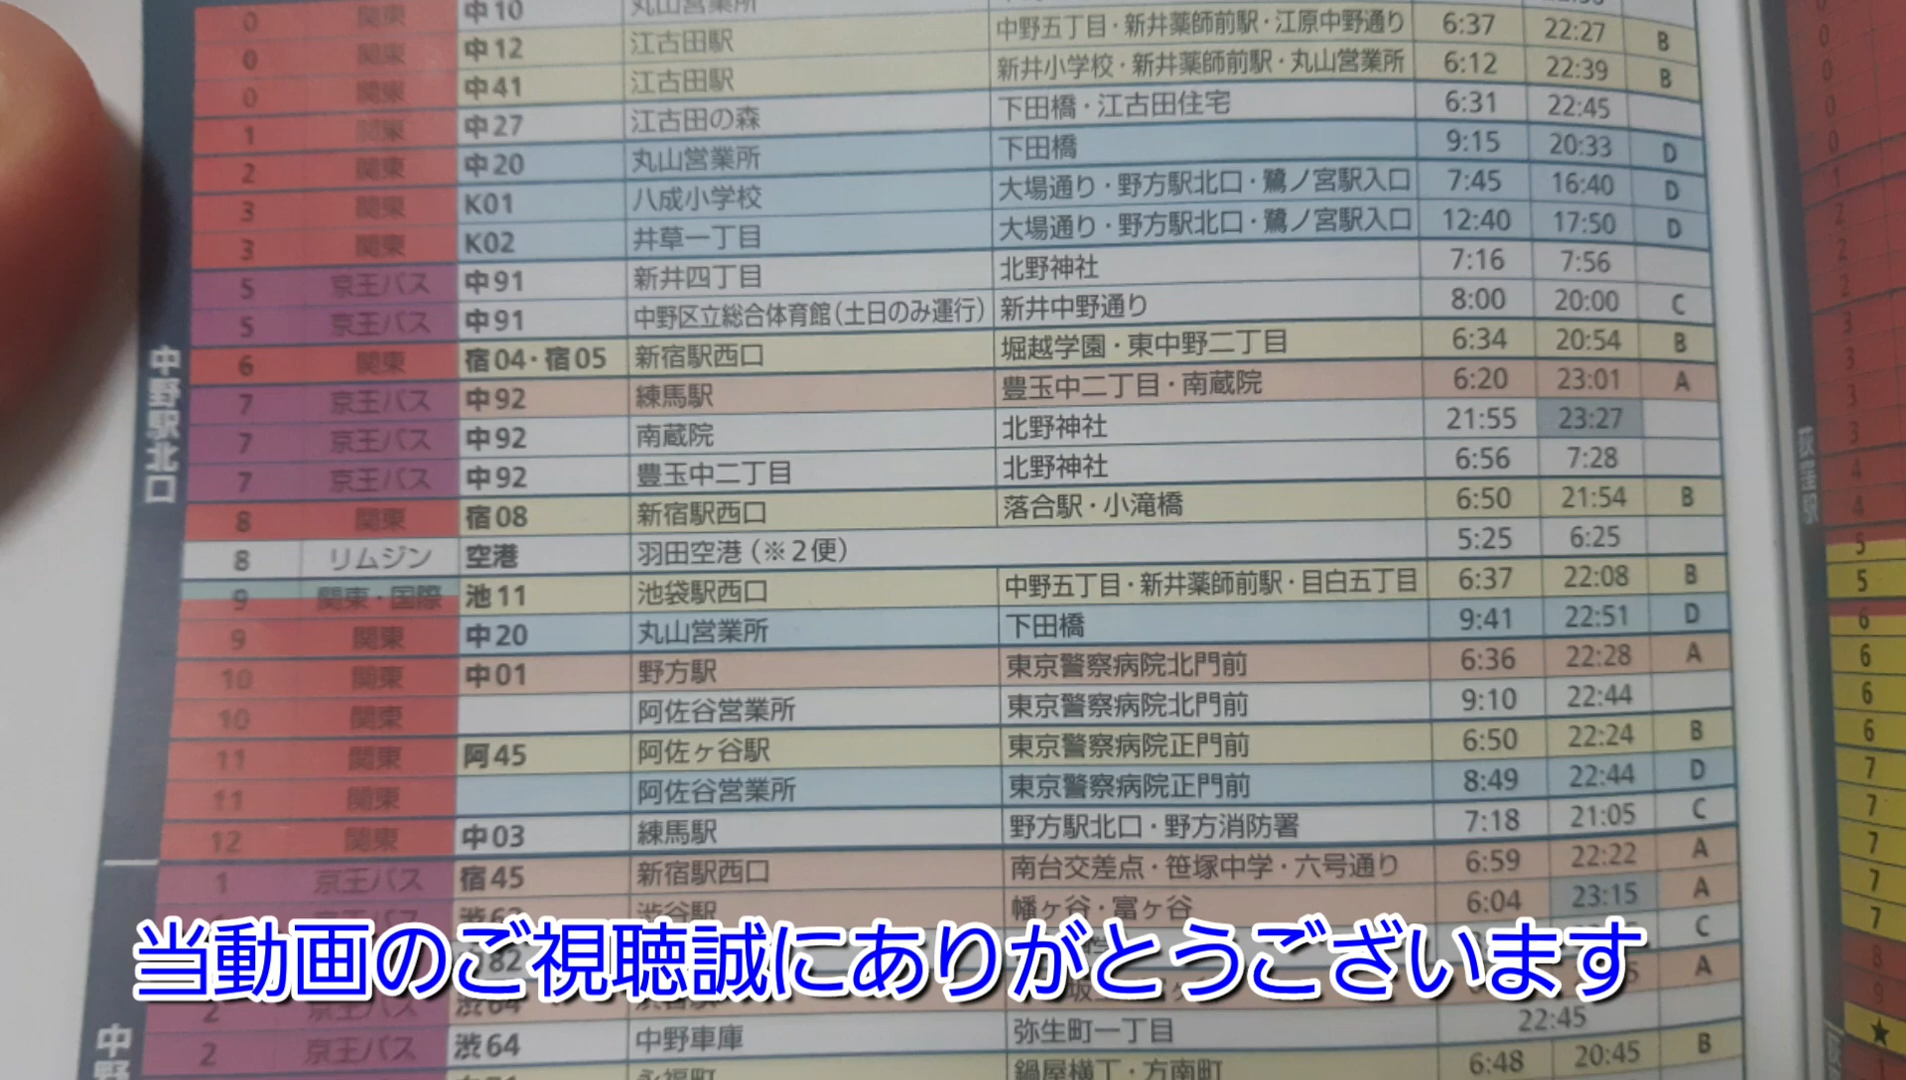 0 関東 中10 丸山営業所
0 関東 中12 江古田駅 中野五丁目・新井薬師前駅・江原中野通り 6:37 22:27 B
0 関東 中41 江古田駅 新井小学校・新井薬師前駅・丸山営業所 6:12 22:39 B
1 関東 中27 江古田の森 下田橋・江古田住宅 6:31 22:45
2 関東 中20 丸山営業所 下田橋 9:15 20:33 D
3 関東 K01 八成小学校 大場通り・野方駅北口・鷺ノ宮駅入口 7:45 16:40 D
3 関東 K02 井草一丁目 大場通り・野方駅北口・鷺ノ宮駅入口 12:40 17:50 D
5 京王バス 中91 新井四丁目 北野神社 7:16 7:56
5 京王バス 中91 中野区立総合体育館(土日のみ運行) 新井中野通り 8:00 20:00 C
6 関東 宿04・宿05 新宿駅西口 堀越学園・東中野二丁目 6:34 20:54 B
7 京王バス 中92 練馬駅 豊玉中二丁目・南蔵院 6:20 23:01 A
7 京王バス 中92 南蔵院 北野神社 21:55 23:27
7 京王バス 中92 豊玉中二丁目 北野神社 6:56 7:28
8 関東 宿08 新宿駅西口 落合駅・小滝橋 6:50 21:54 B
8 リムジン 空港 羽田空港(※2便) 5:25 6:25
9 関東・国際 池11 池袋駅西口 中野五丁目・新井薬師前駅・目白五丁目 6:37 22:08 B
9 関東 中20 丸山営業所 下田橋 9:41 22:51 D
10 関東 中01 野方駅 東京警察病院北門前 6:36 22:28 A
10 関東 阿佐谷営業所 東京警察病院北門前 9:10 22:44
11 関東 阿45 阿佐ヶ谷駅 東京警察病院正門前 6:50 22:24 B
11 関東 阿佐谷営業所 東京警察病院正門前 8:49 22:44 D
12 関東 中03 練馬駅 野方駅北口・野方消防署 7:18 21:05 C
中野駅北口
1 京王バス 宿45 新宿駅西口 南台交差点・笹塚中学・六号通り 6:59 22:22 A
渋谷駅 幡ヶ谷・富ヶ谷 6:04 23:15 A
82 C
当動画のご視聴誠にありがとうございます
2 京王バス 渋64 A
2 京王バス 渋64 中野車庫 弥生町一丁目 22:45
永福町 鍋屋横丁・方南町 6:48 20:45 B
中野
荻窪駅